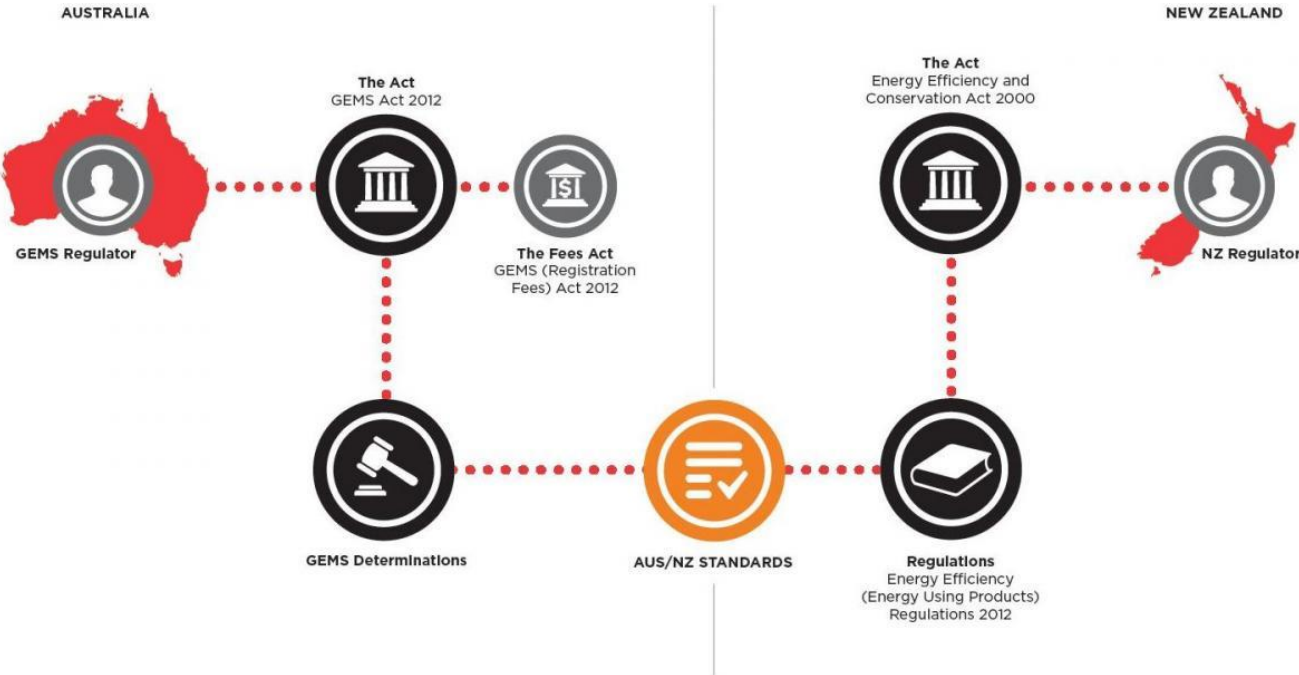 AUSTRALIA
NEW ZEALAND
The Act
GEMS Act 2012
The Act
Energy Efficiency and
Conservation Act 2000
$
GEMS Regulator
The Fees Act
GEMS (Registration
Fees) Act 2012
NZ Regulator
GEMS Determinations
AUS/NZ STANDARDS
Regulations
Energy Efficiency
(Energy Using Products)
Regulations 2012